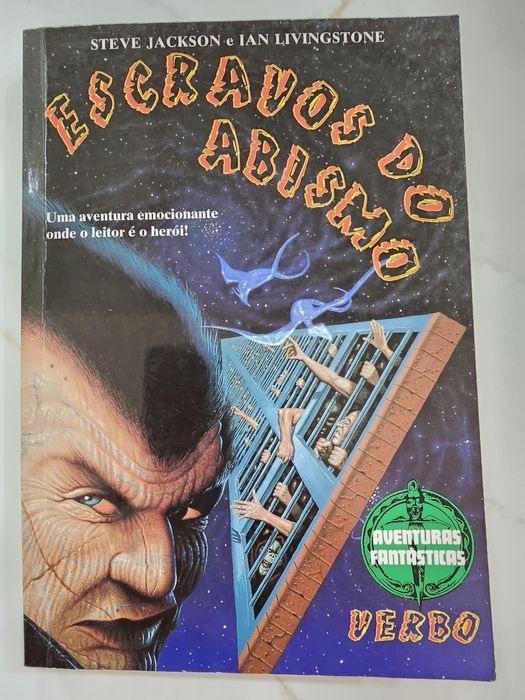 STEVE JACKSON e IAN LIVINGSTONE
ESCRAVOS DO
ABISMO
Uma aventura emocionante
onde o leitor é o herói!
AVENTURAS
FANTÁSTICAS
VERBO